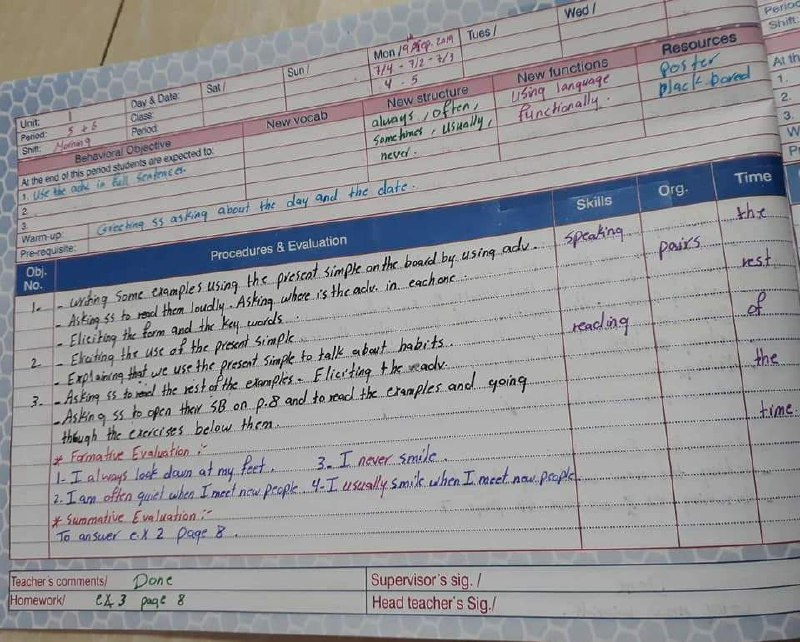 Unit: 1
Period: 5 + 6
Shift: Morning
Day & Date:
Class:
Period:
Sat /
Sun /
Mon / 19 Sep. 2019
7/4 - 7/2 - 7/3
4 - 5
Tues /
Wed /
Behavioral Objective
New vocab
New structure
New functions
Resources
At the end of this period students are expected to:
1. Use the adv. in full sentences.
2.
3.
always, often,
sometimes, usually,
never.
using language
functionally.
Poster
black bored
Warm-up: Greeting ss asking about the day and the date.
Pre-requisite:
Obj. No.
Procedures & Evaluation
Skills
Org.
Time
1- - writing some examples using the present simple on the board by using adv.
- Asking ss to read them loudly. Asking where is the adv. in each one.
- Eliciting the form and the key words.
2 - Eliciting the use of the present simple.
- Explaining that we use the present simple to talk about habits.
3- - Asking ss to read the rest of the examples. Eliciting the adv.
- Asking ss to open their SB on p.8 and to read the examples and going
though the exercises below them.
speaking
reading
pairs
the
rest
of
the
time.
* Formative Evaluation :-
1- I always look down at my feet. 3- I never smile.
2. I am often quiet when I meet new people 4- I usually smile when I meet new people
* Summative Evaluation :-
To answer ex 2 page 8.
Teacher's comments/ Done
Homework/ ex 3 page 8
Supervisor's sig. /
Head teacher's Sig./
Period
Shift:
At th
1.
2.
3.
W
Pr